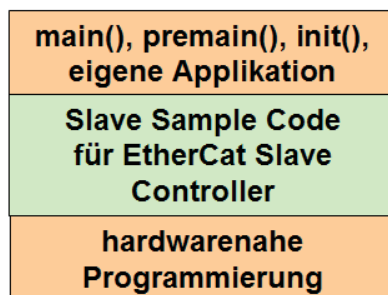 main(), premain(), init(),
eigene Applikation
Slave Sample Code
für EtherCat Slave
Controller
hardwarenahe
Programmierung